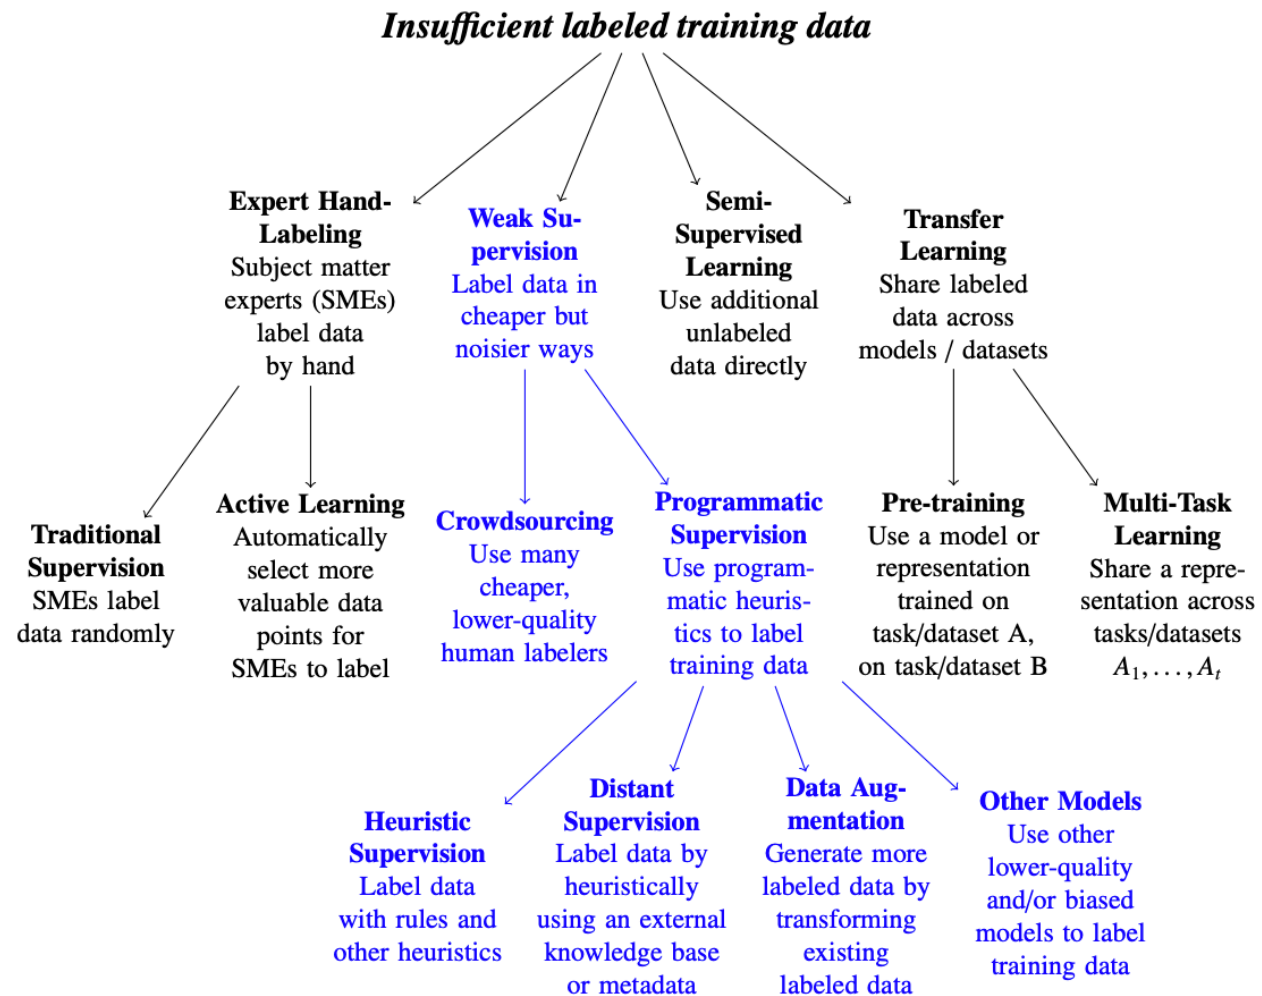 Insufficient labeled training data
Expert Hand-
Labeling
Subject matter
experts (SMEs)
label data
by hand
Weak Su-
pervision
Label data in
cheaper but
noisier ways
Semi-
Supervised
Learning
Use additional
unlabeled
data directly
Transfer
Learning
Share labeled
data across
models / datasets
Traditional
Supervision
SMEs label
data randomly
Active Learning
Automatically
select more
valuable data
points for
SMEs to label
Crowdsourcing
Use many
cheaper,
lower-quality
human labelers
Programmatic
Supervision
Use program-
matic heuris-
tics to label
training data
Pre-training
Use a model or
representation
trained on
task/dataset A,
on task/dataset B
Multi-Task
Learning
Share a repre-
sentation across
tasks/datasets
A₁, . . . , Aₜ
Heuristic
Supervision
Label data
with rules and
other heuristics
Distant
Supervision
Label data by
heuristically
using an external
knowledge base
or metadata
Data Aug-
mentation
Generate more
labeled data by
transforming
existing
labeled data
Other Models
Use other
lower-quality
and/or biased
models to label
training data